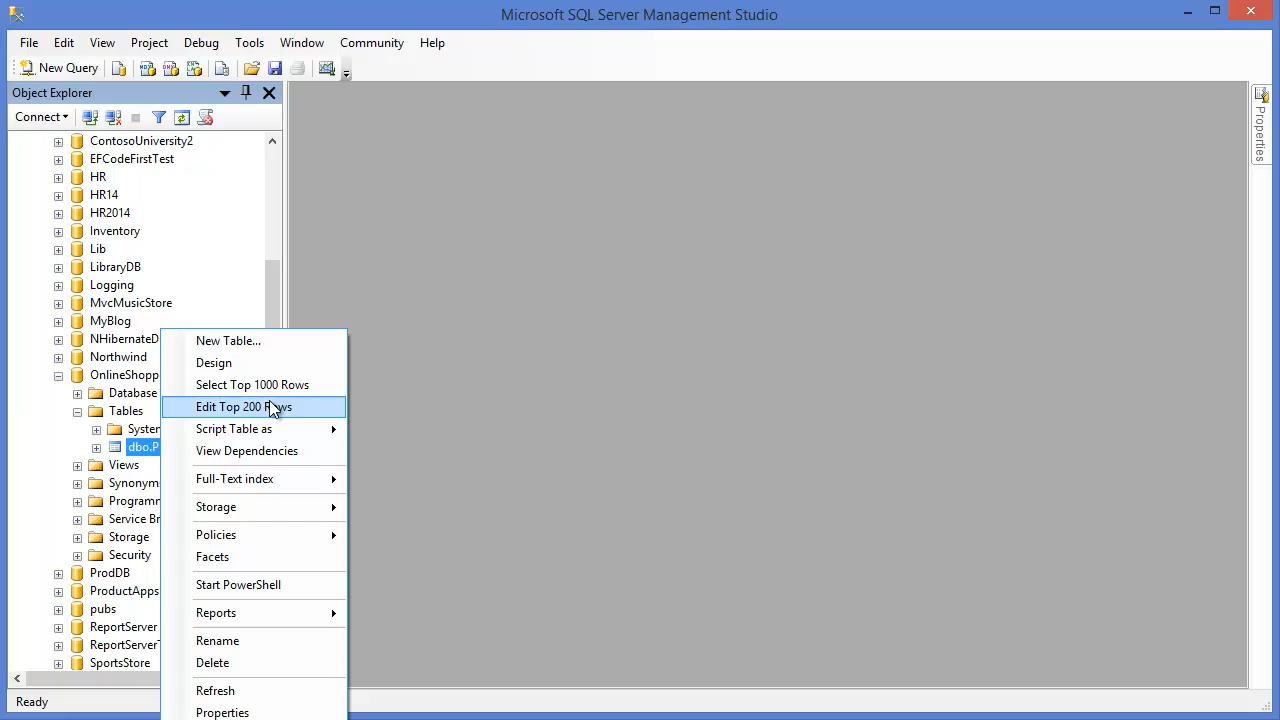 Microsoft SQL Server Management Studio
File Edit View Project Debug Tools Window Community Help
New Query
Object Explorer
Connect
ContosoUniversity2
EFCodeFirstTest
HR
HR14
HR2014
Inventory
Lib
LibraryDB
Logging
MvcMusicStore
MyBlog
NHibernateD
Northwind
OnlineShopp
Database
Tables
System
dbo.P
Views
Synonym
Programm
Service Br
Storage
Security
ProdDB
ProductApps
pubs
ReportServer
ReportServerT
SportsStore
New Table...
Design
Select Top 1000 Rows
Edit Top 200 Rows
Script Table as
View Dependencies
Full-Text index
Storage
Policies
Facets
Start PowerShell
Reports
Rename
Delete
Refresh
Properties
Properties
Ready